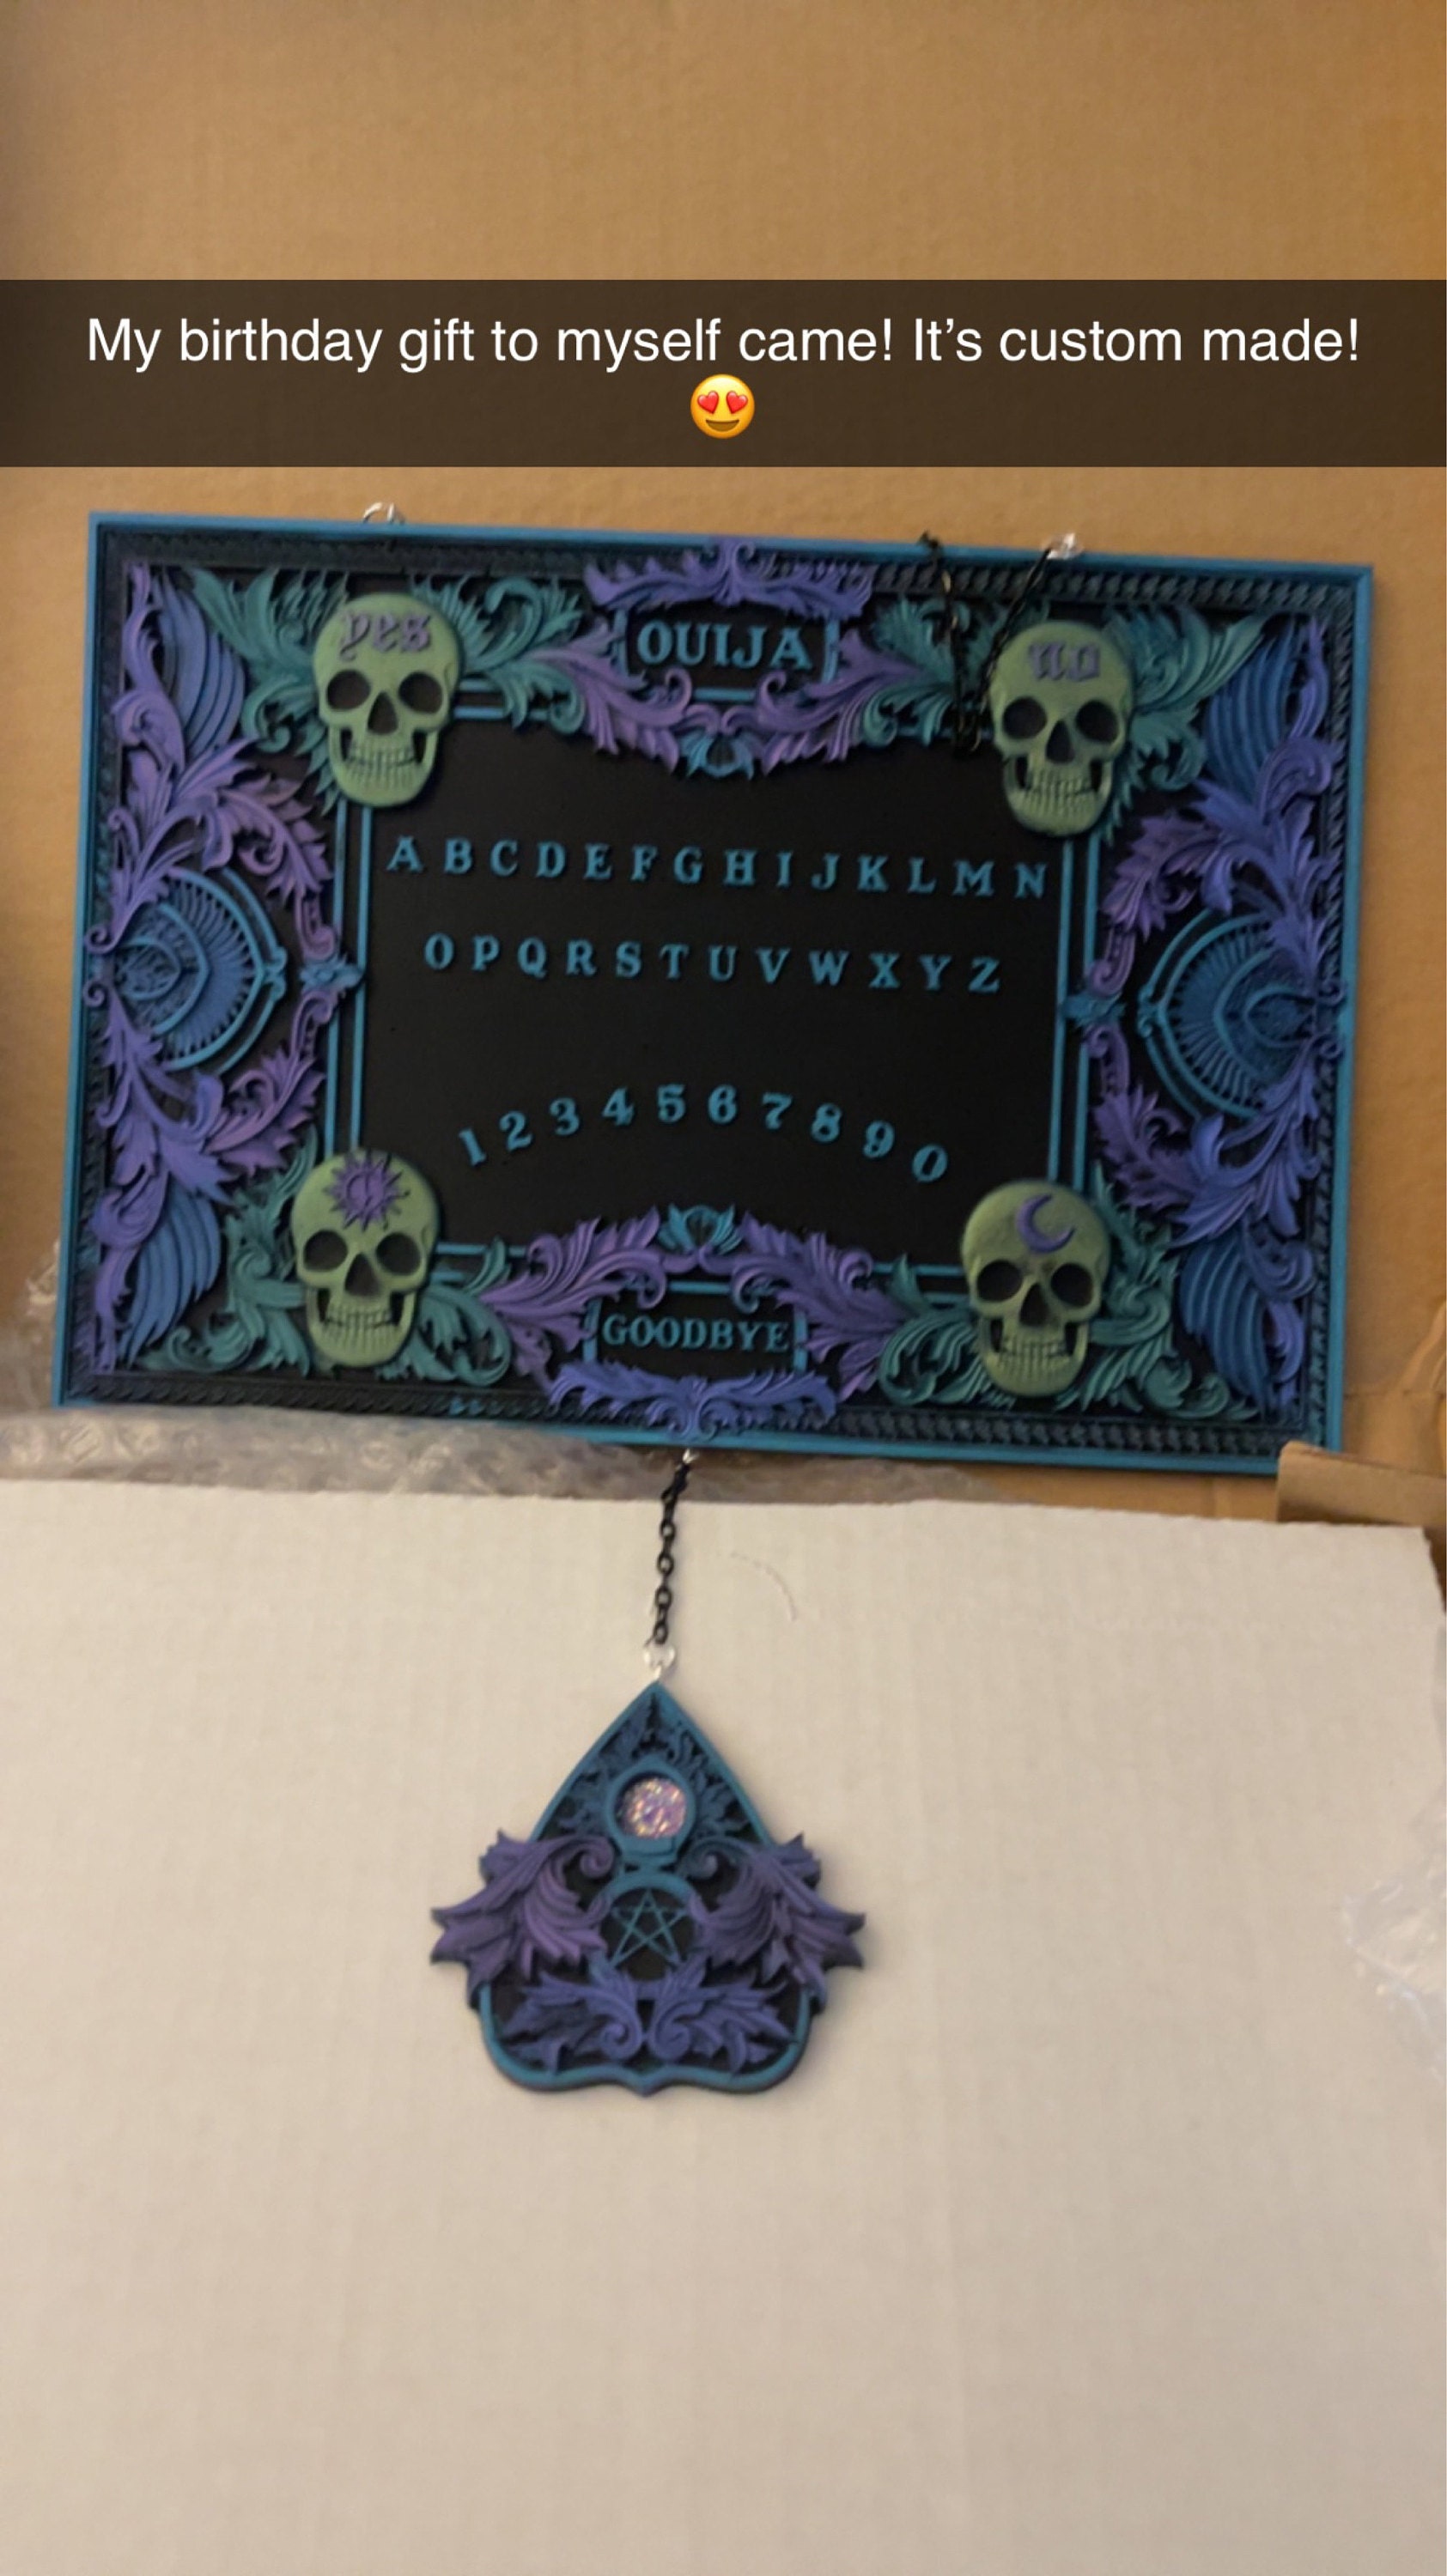 My birthday gift to myself came! It’s custom made!
😍
OUIJA
yes
no
A B C D E F G H I J K L M N
O P Q R S T U V W X Y Z
1 2 3 4 5 6 7 8 9 0
GOODBYE